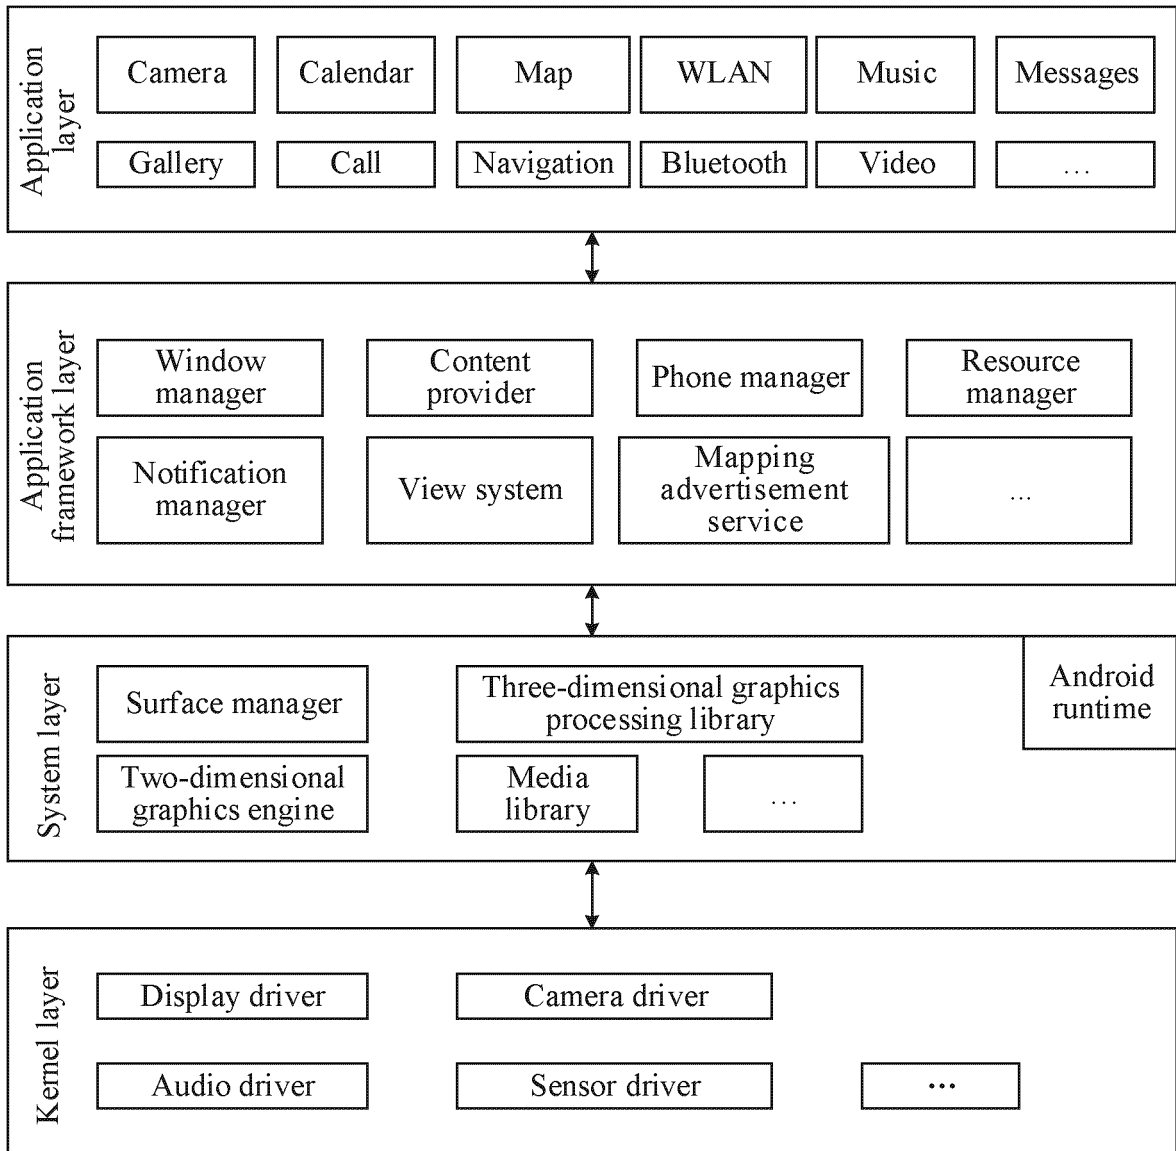 Application
layer
Camera
Calendar
Map
WLAN
Music
Messages
Gallery
Call
Navigation
Bluetooth
Video
...
Application
framework layer
Window
manager
Content
provider
Phone manager
Resource
manager
Notification
manager
View system
Mapping
advertisement
service
...
System layer
Surface manager
Three-dimensional graphics
processing library
Android
runtime
Two-dimensional
graphics engine
Media
library
...
Kernel layer
Display driver
Camera driver
Audio driver
Sensor driver
...